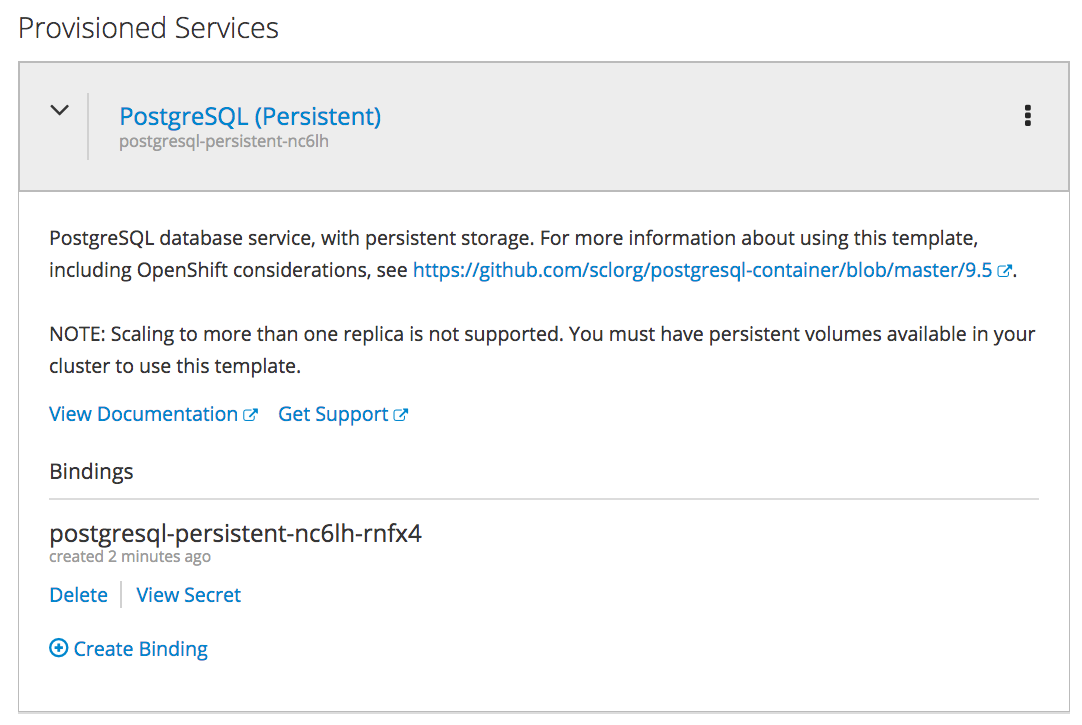 Provisioned Services
PostgreSQL (Persistent)
postgresql-persistent-nc6lh
PostgreSQL database service, with persistent storage. For more information about using this template,
including OpenShift considerations, see https://github.com/sclorg/postgresql-container/blob/master/9.5.
NOTE: Scaling to more than one replica is not supported. You must have persistent volumes available in your
cluster to use this template.
View Documentation Get Support
Bindings
postgresql-persistent-nc6lh-rnfx4
created 2 minutes ago
Delete View Secret
Create Binding